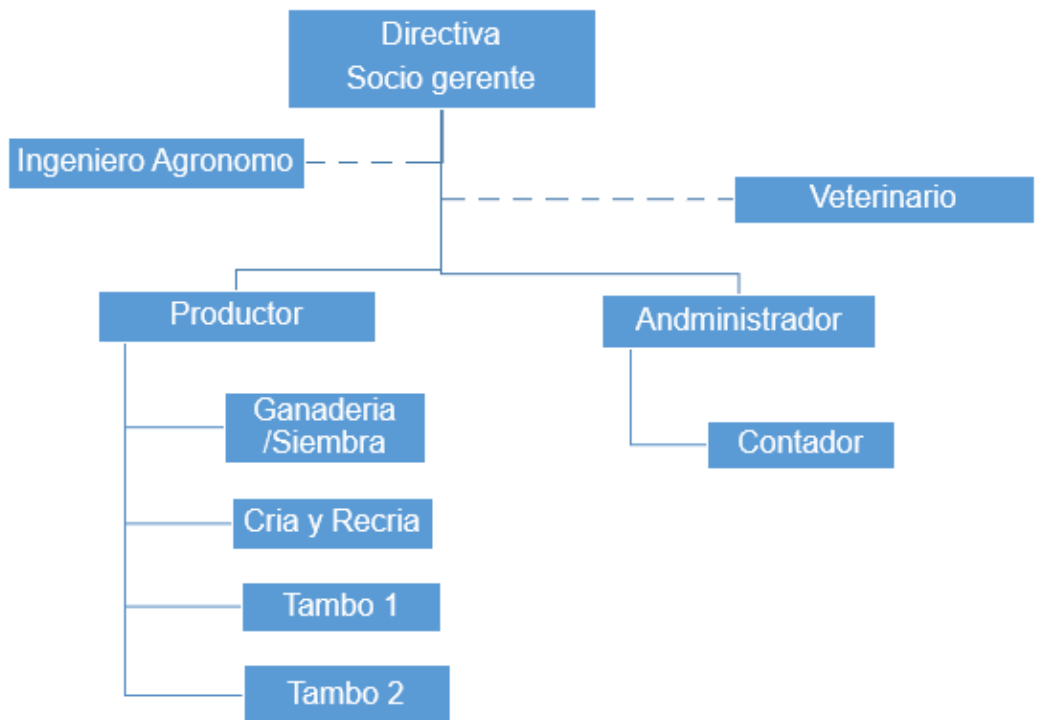 Directiva
Socio gerente
Ingeniero Agronomo
Veterinario
Productor
Andministrador
Ganaderia
/Siembra
Contador
Cria y Recria
Tambo 1
Tambo 2